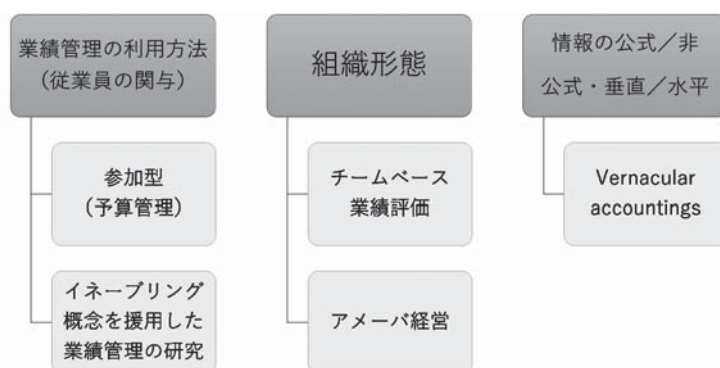 業績管理の利用方法
(従業員の関与)
参加型
(予算管理)
イネーブリング
概念を援用した
業績管理の研究
組織形態
チームベース
業績評価
アメーバ経営
情報の公式/非
公式・垂直/水平
Vernacular
accountings